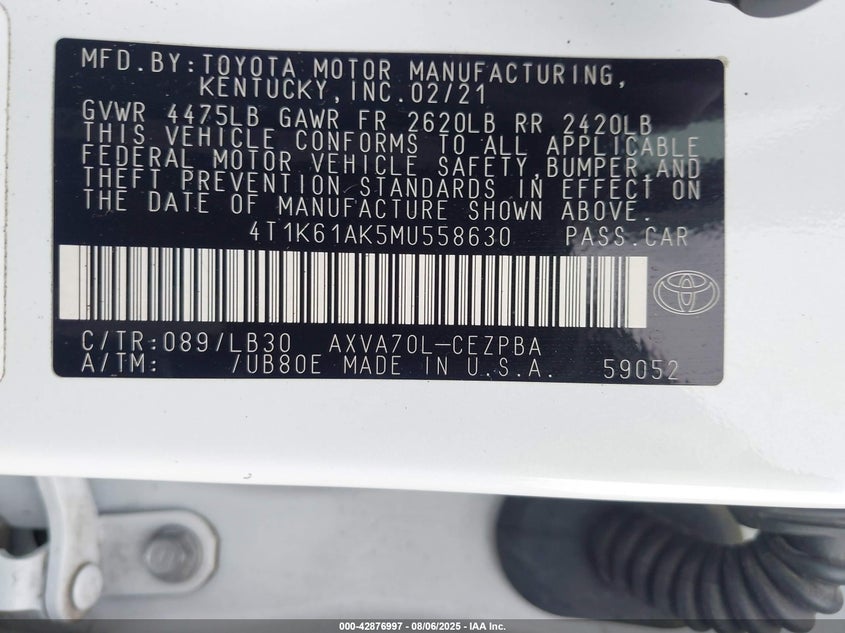 MFD.BY:TOYOTA MOTOR MANUFACTURING,
KENTUCKY,INC.02/21
GVWR 4475LB GAWR FR 2620LB RR 2420LB
THIS VEHICLE CONFORMS TO ALL APPLICABLE
FEDERAL MOTOR VEHICLE SAFETY,BUMPER,AND
THEFT PREVENTION STANDARDS IN EFFECT ON
THE DATE OF MANUFACTURE SHOWN ABOVE.
4T1K61AK5MU558630 PASS.CAR
C/TR:089/LB30 AXVA70L-CEZPBA
A/TM: /UB80E MADE IN U.S.A. 59052
000-42876997 - 08/06/2025 - IAA Inc.